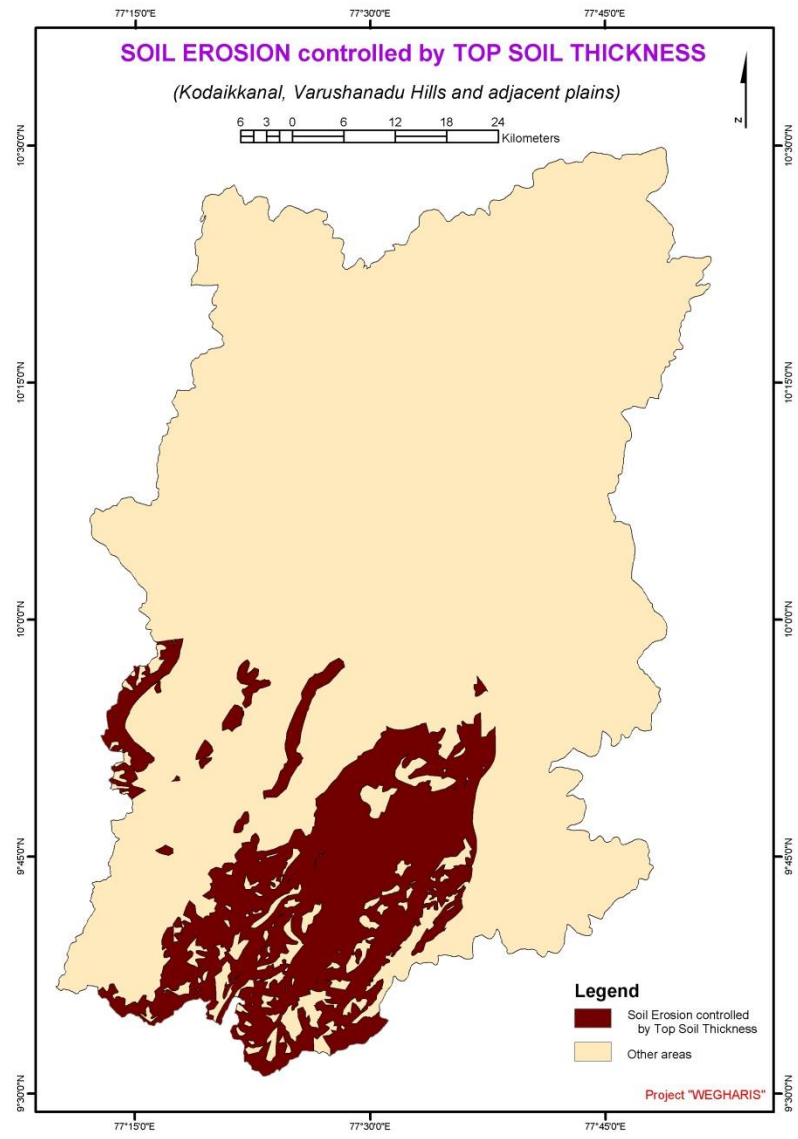 77°15'0"E 77°30'0"E 77°45'0"E
SOIL EROSION controlled by TOP SOIL THICKNESS
(Kodaikkanal, Varushanadu Hills and adjacent plains)
6 3 0 6 12 18 24
Kilometers
N
10°30'0"N 10°30'0"N
10°15'0"N 10°15'0"N
10°0'0"N 10°0'0"N
9°45'0"N 9°45'0"N
Legend
Soil Erosion controlled
by Top Soil Thickness
Other areas
Project "WEGHARIS"
9°30'0"N 9°30'0"N
77°15'0"E 77°30'0"E 77°45'0"E